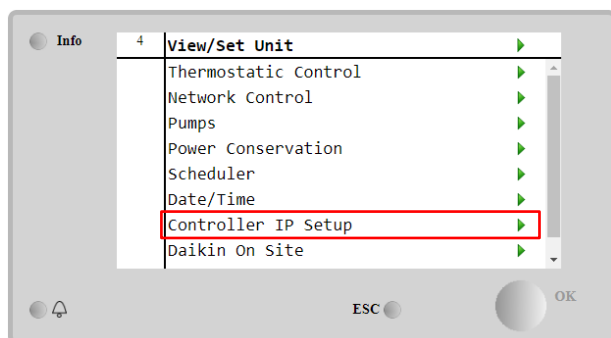 Info
4 View/Set Unit
Thermostatic Control
Network Control
Pumps
Power Conservation
Scheduler
Date/Time
Controller IP Setup
Daikin On Site
ESC
OK